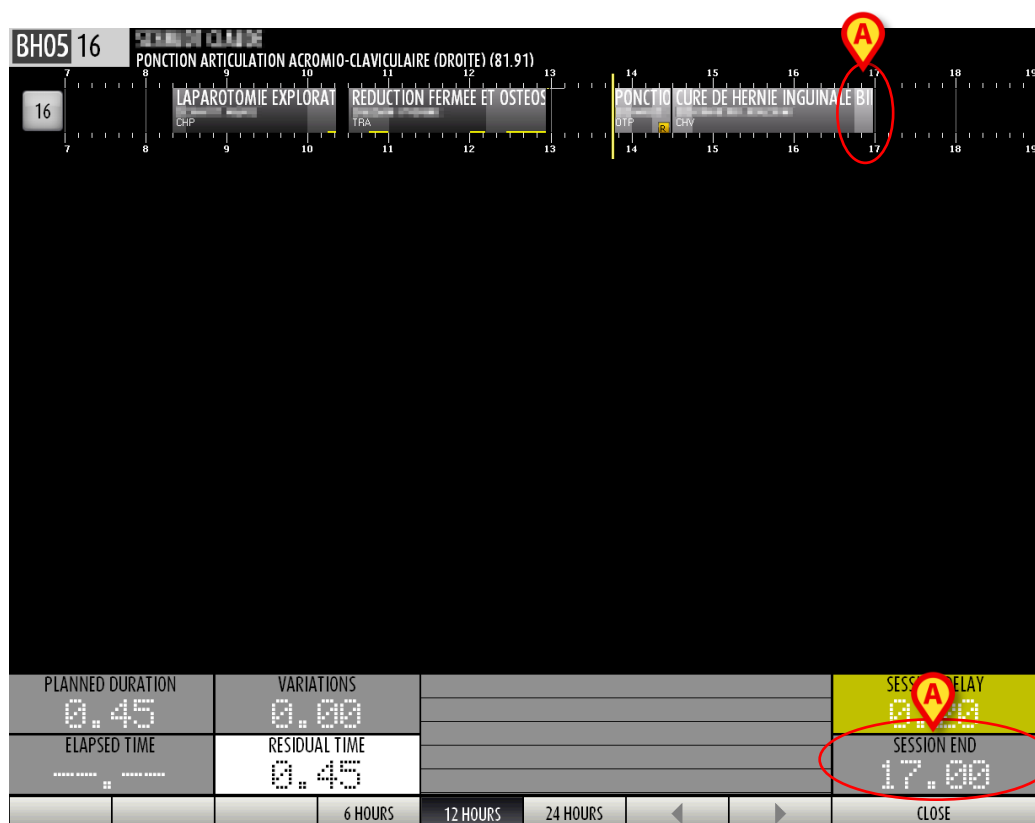 BH05 16
PONCTION ARTICULATION ACROMIO-CLAVICULAIRE (DROITE) (81.91)
A
7 8 9 10 11 12 13 14 15 16 17 18 19
16
LAPAROTOMIE EXPLORAT REDUCTION FERMEE ET OSTEOS PONCTIO CURE DE HERNIE INGUINALE BI
CHP TRA OTP R CHV
7 8 9 10 11 12 13 14 15 16 17 18 19
PLANNED DURATION VARIATIONS
0.45 0.00
A
ELAPSED TIME RESIDUAL TIME SESSION END
--.-- 0.45 17.00
6 HOURS 12 HOURS 24 HOURS CLOSE